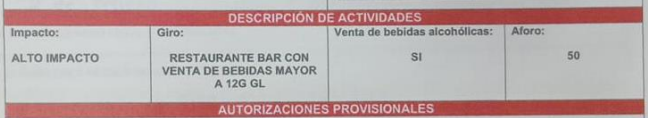 DESCRIPCIÓN DE ACTIVIDADES
Impacto: Giro: Venta de bebidas alcohólicas: Aforo:
ALTO IMPACTO RESTAURANTE BAR CON SI 50
VENTA DE BEBIDAS MAYOR
A 12G GL
AUTORIZACIONES PROVISIONALES